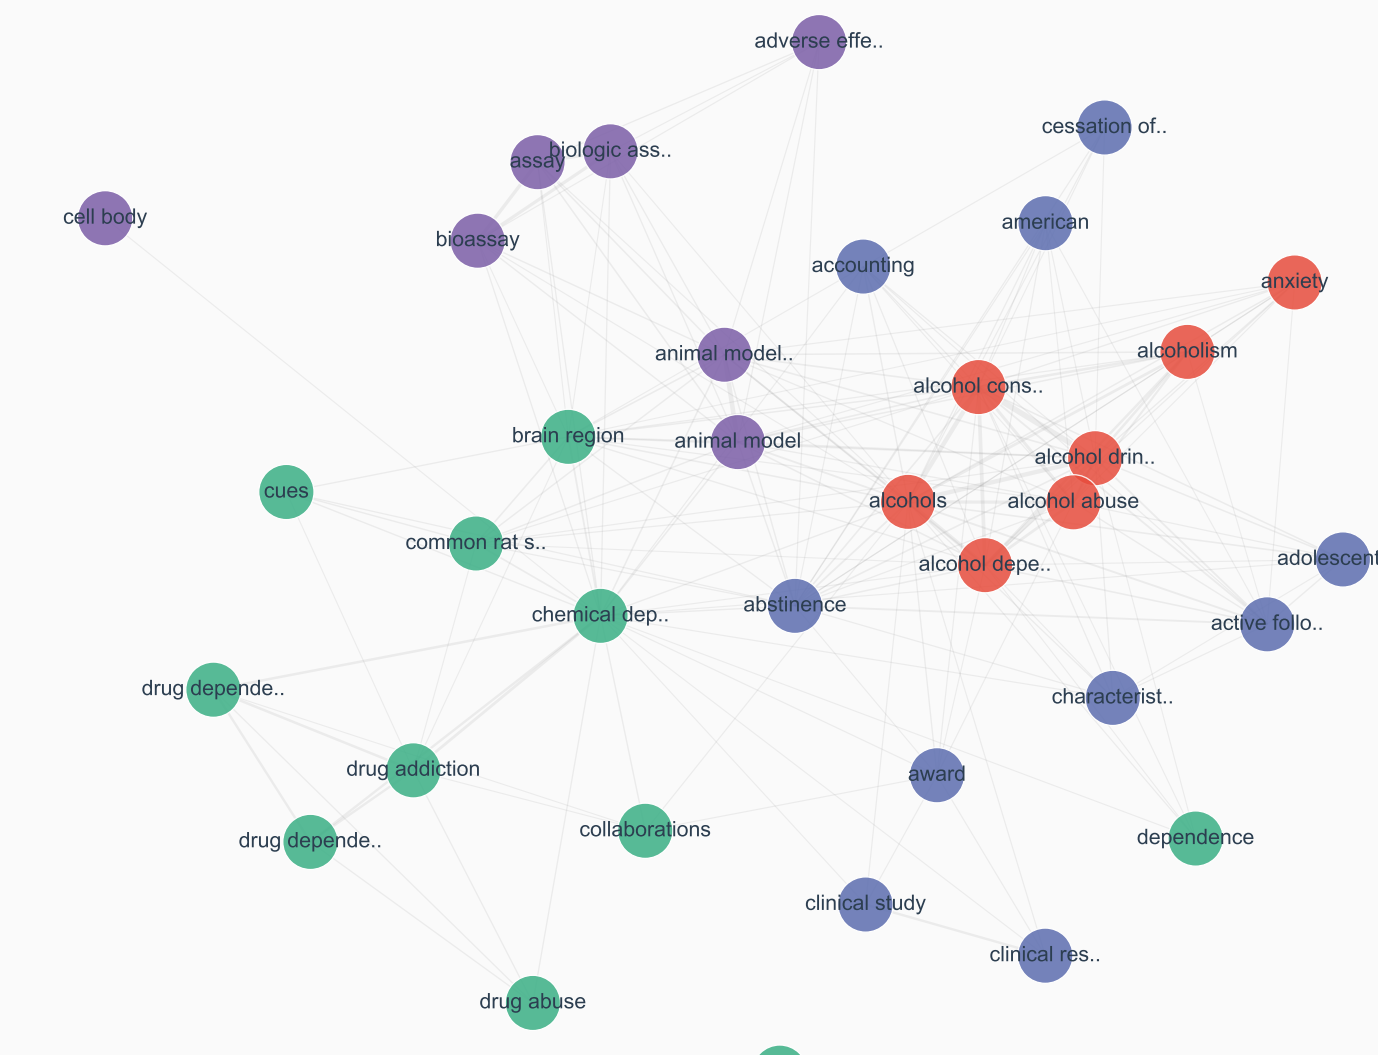 adverse effe..
cessation of..
assay
biologic ass..
cell body
american
bioassay
accounting
anxiety
animal model..
alcoholism
alcohol cons..
brain region
animal model
alcohol drin..
cues
alcohols
alcohol abuse
common rat s..
alcohol depe..
adolescent
chemical dep..
abstinence
active follo..
drug depende..
characterist..
drug addiction
award
drug depende..
collaborations
dependence
clinical study
clinical res..
drug abuse